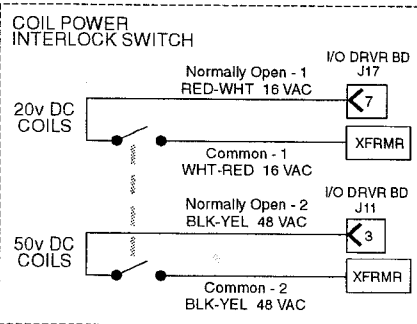 COIL POWER
INTERLOCK SWITCH
I/O DRVR BD
J17
Normally Open - 1
RED-WHT 16 VAC
7
20v DC
COILS
XFRMR
Common - 1
WHT-RED 16 VAC
I/O DRVR BD
J11
Normally Open - 2
BLK-YEL 48 VAC
3
50v DC
COILS
XFRMR
Common - 2
BLK-YEL 48 VAC